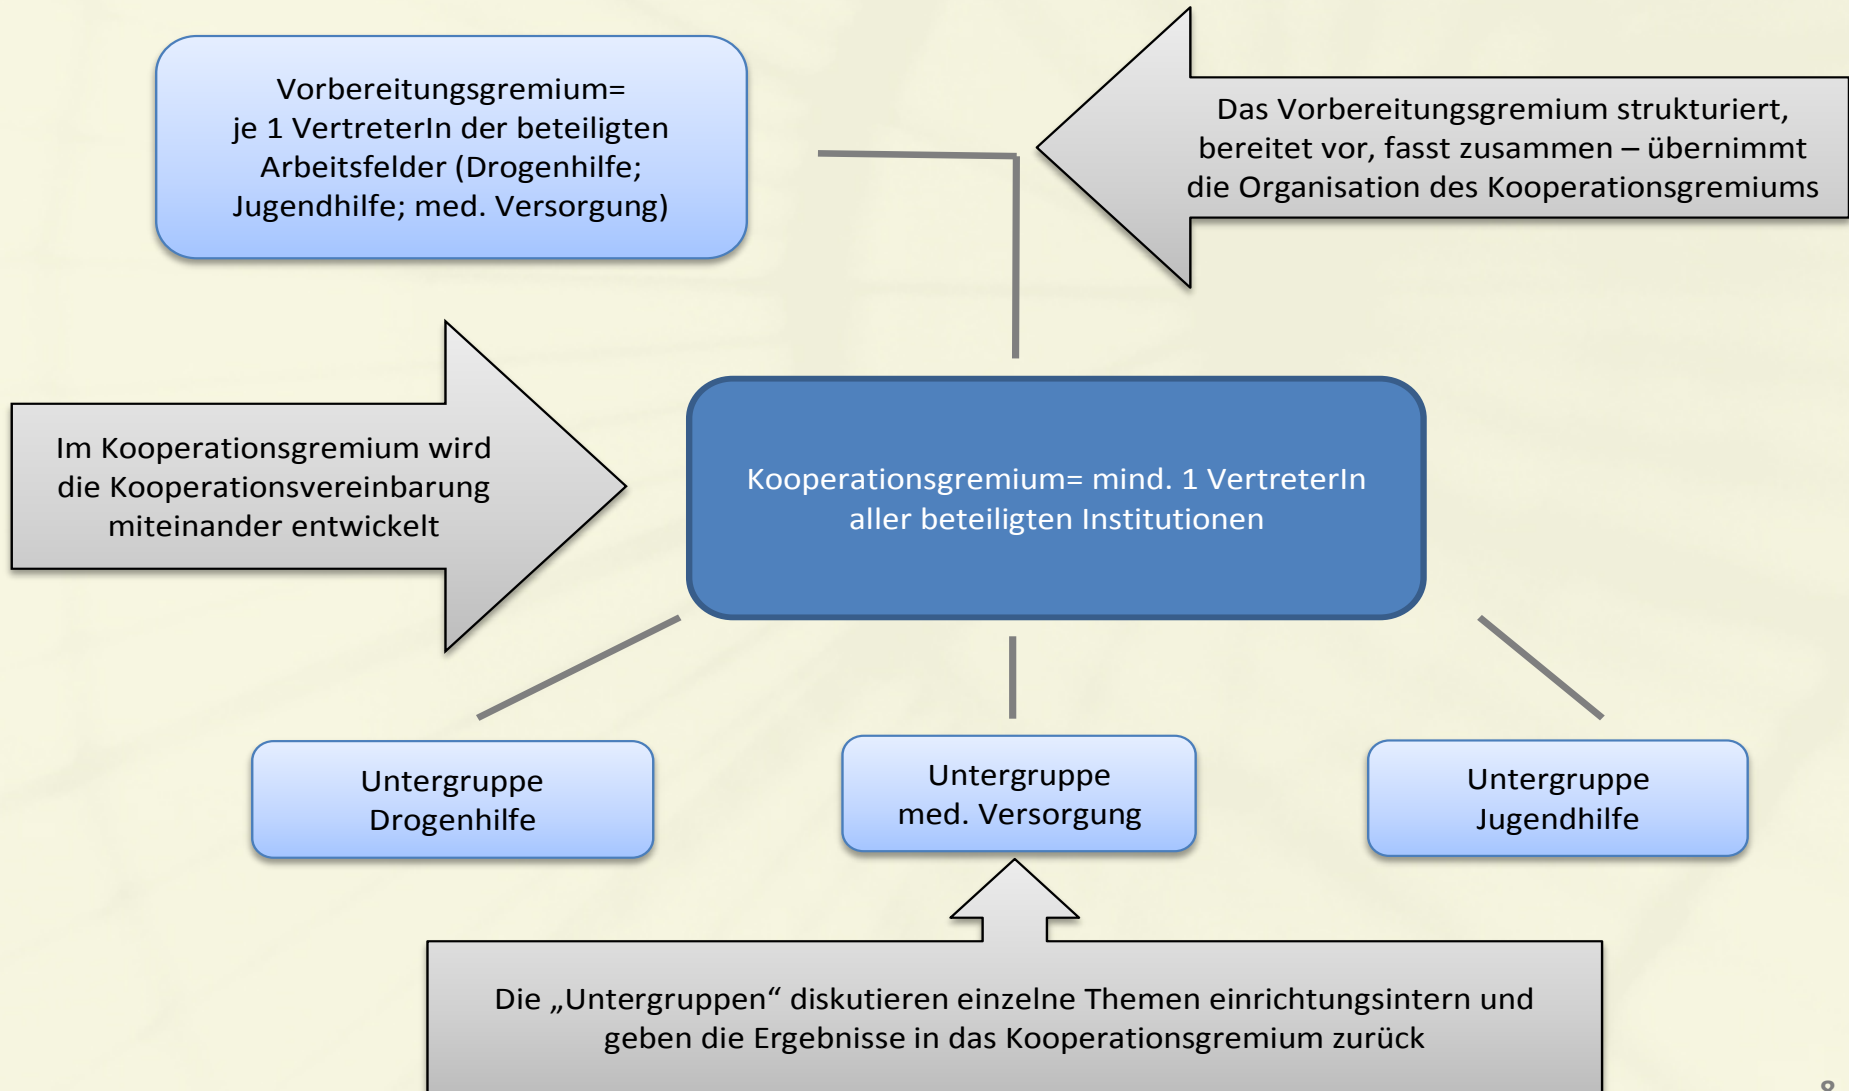 Vorbereitungsgremium=
je 1 VertreterIn der beteiligten
Arbeitsfelder (Drogenhilfe;
Jugendhilfe; med. Versorgung)
Das Vorbereitungsgremium strukturiert,
bereitet vor, fasst zusammen – übernimmt
die Organisation des Kooperationsgremiums
Im Kooperationsgremium wird
die Kooperationsvereinbarung
miteinander entwickelt
Kooperationsgremium= mind. 1 VertreterIn
aller beteiligten Institutionen
Untergruppe
Drogenhilfe
Untergruppe
med. Versorgung
Untergruppe
Jugendhilfe
Die „Untergruppen“ diskutieren einzelne Themen einrichtungsintern und
geben die Ergebnisse in das Kooperationsgremium zurück
8